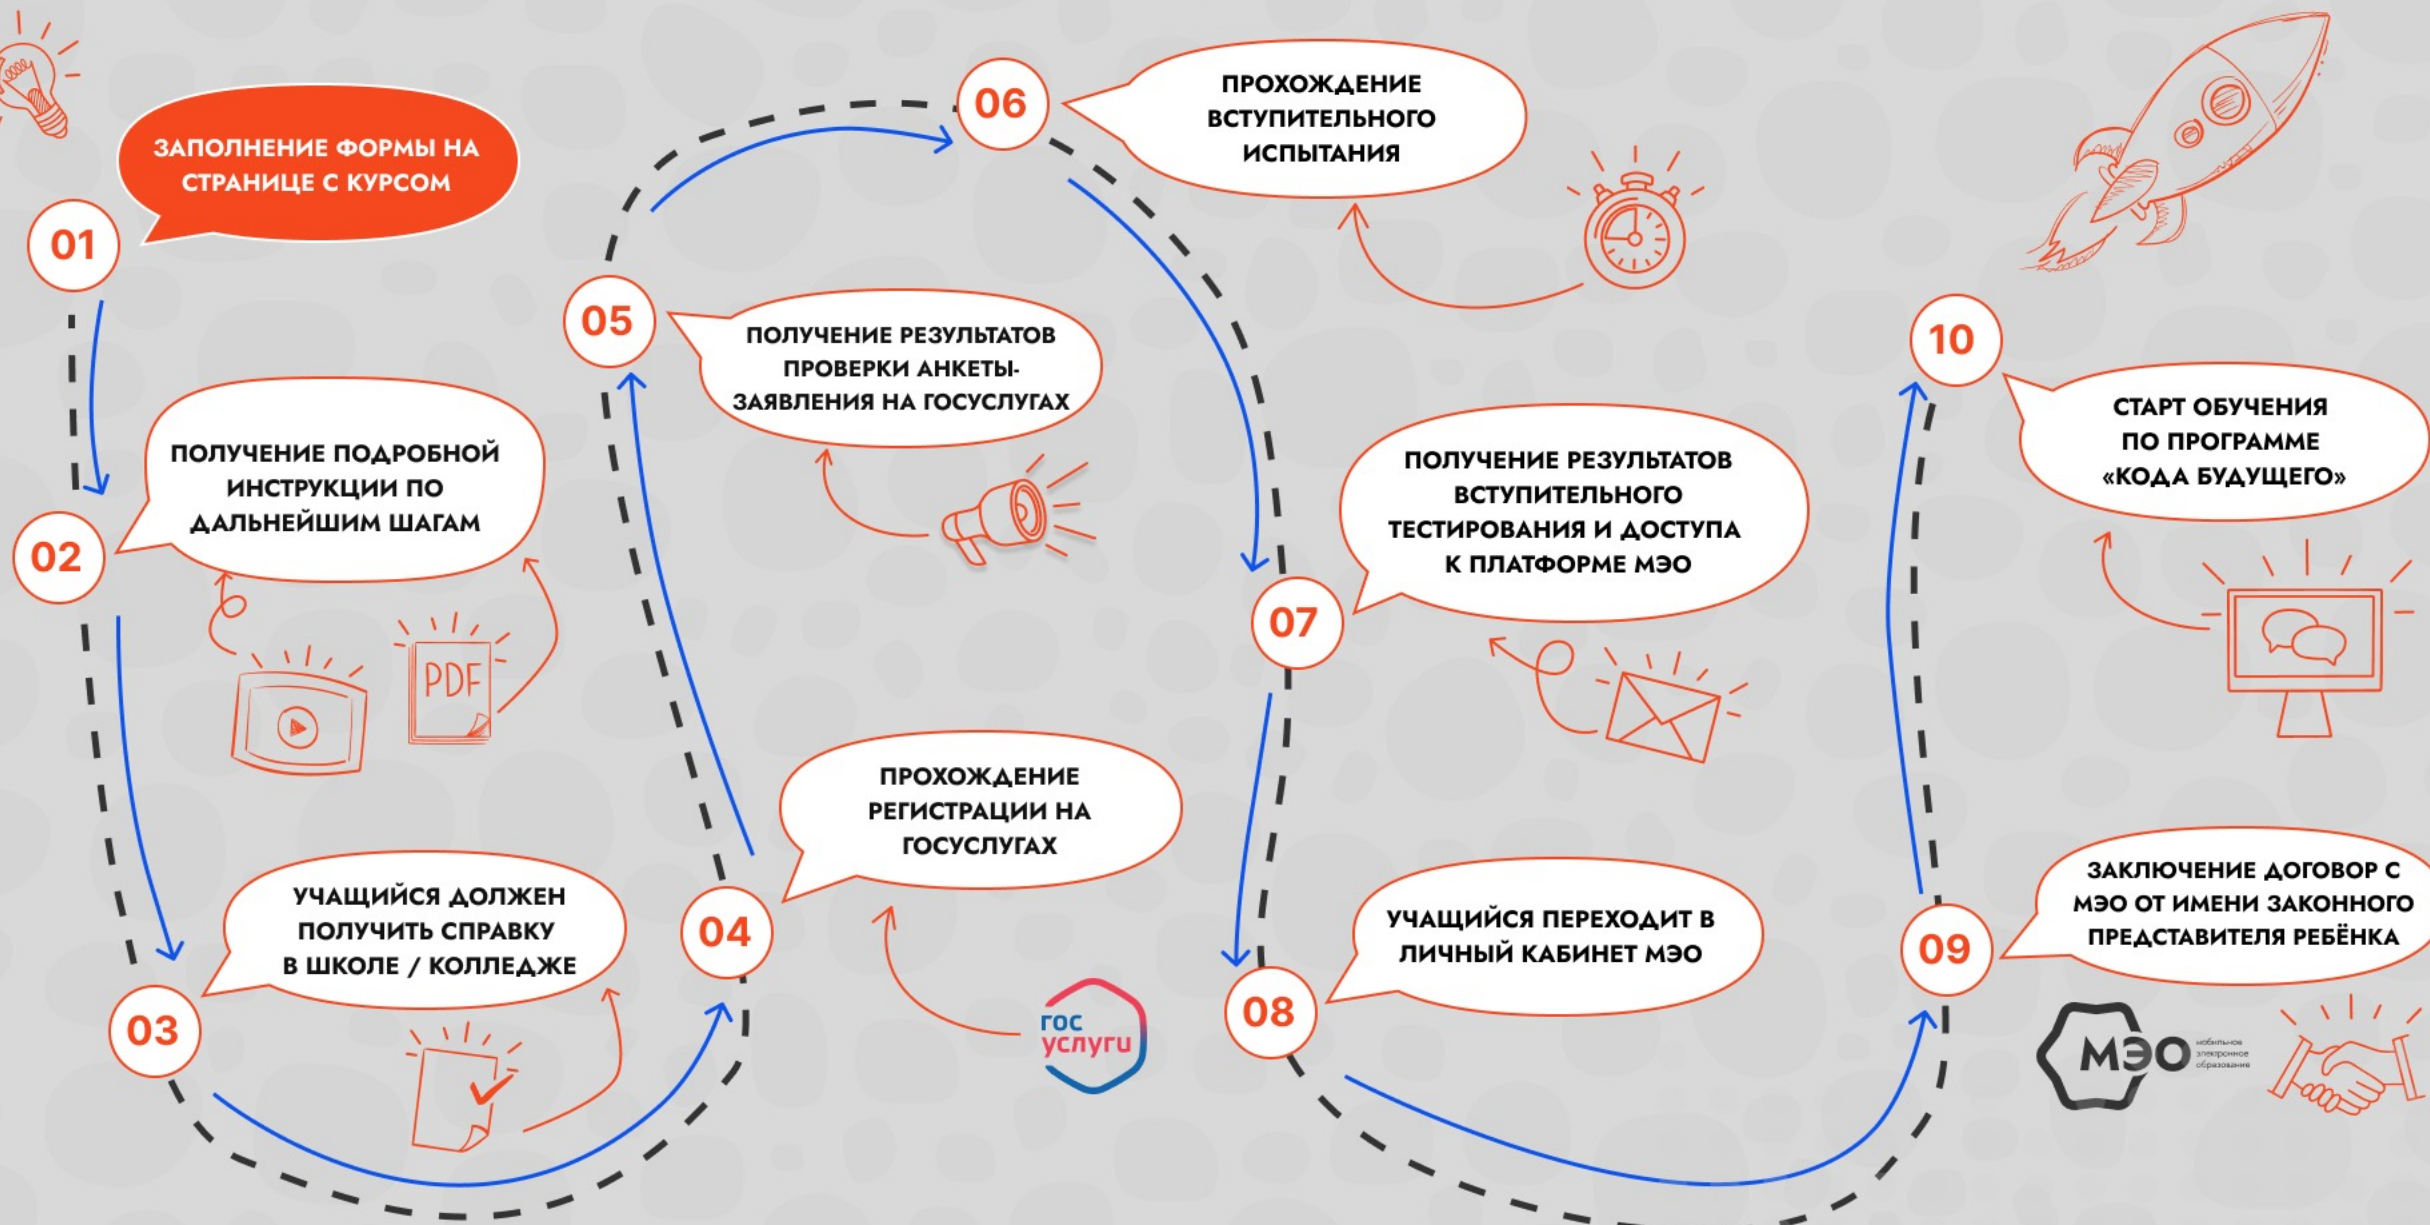 01
ЗАПОЛНЕНИЕ ФОРМЫ НА
СТРАНИЦЕ С КУРСОМ
02
ПОЛУЧЕНИЕ ПОДРОБНОЙ
ИНСТРУКЦИИ ПО
ДАЛЬНЕЙШИМ ШАГАМ
PDF
03
УЧАЩИЙСЯ ДОЛЖЕН
ПОЛУЧИТЬ СПРАВКУ
В ШКОЛЕ / КОЛЛЕДЖЕ
04
ПРОХОЖДЕНИЕ
РЕГИСТРАЦИИ НА
ГОСУСЛУГАХ
гос
услуги
05
ПОЛУЧЕНИЕ РЕЗУЛЬТАТОВ
ПРОВЕРКИ АНКЕТЫ-
ЗАЯВЛЕНИЯ НА ГОСУСЛУГАХ
06
ПРОХОЖДЕНИЕ
ВСТУПИТЕЛЬНОГО
ИСПЫТАНИЯ
07
ПОЛУЧЕНИЕ РЕЗУЛЬТАТОВ
ВСТУПИТЕЛЬНОГО
ТЕСТИРОВАНИЯ И ДОСТУПА
К ПЛАТФОРМЕ МЭО
08
УЧАЩИЙСЯ ПЕРЕХОДИТ В
ЛИЧНЫЙ КАБИНЕТ МЭО
09
ЗАКЛЮЧЕНИЕ ДОГОВОР С
МЭО ОТ ИМЕНИ ЗАКОННОГО
ПРЕДСТАВИТЕЛЯ РЕБЁНКА
МЭО
мобильное
электронное
образование
10
СТАРТ ОБУЧЕНИЯ
ПО ПРОГРАММЕ
«КОДА БУДУЩЕГО»